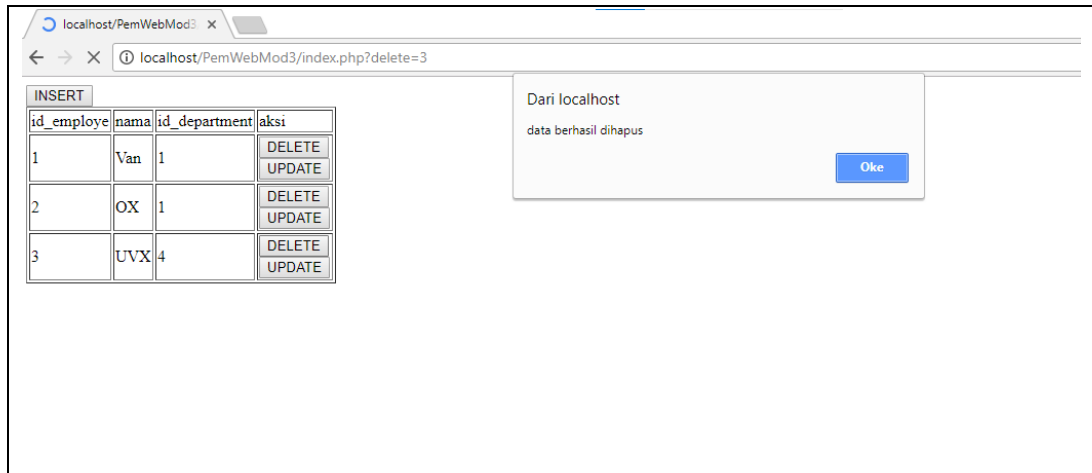 localhost/PemWebMod3
localhost/PemWebMod3/index.php?delete=3
INSERT
id_employe nama id_department aksi
1 Van 1 DELETE
UPDATE
2 OX 1 DELETE
UPDATE
3 UVX 4 DELETE
UPDATE
Dari localhost
data berhasil dihapus
Oke